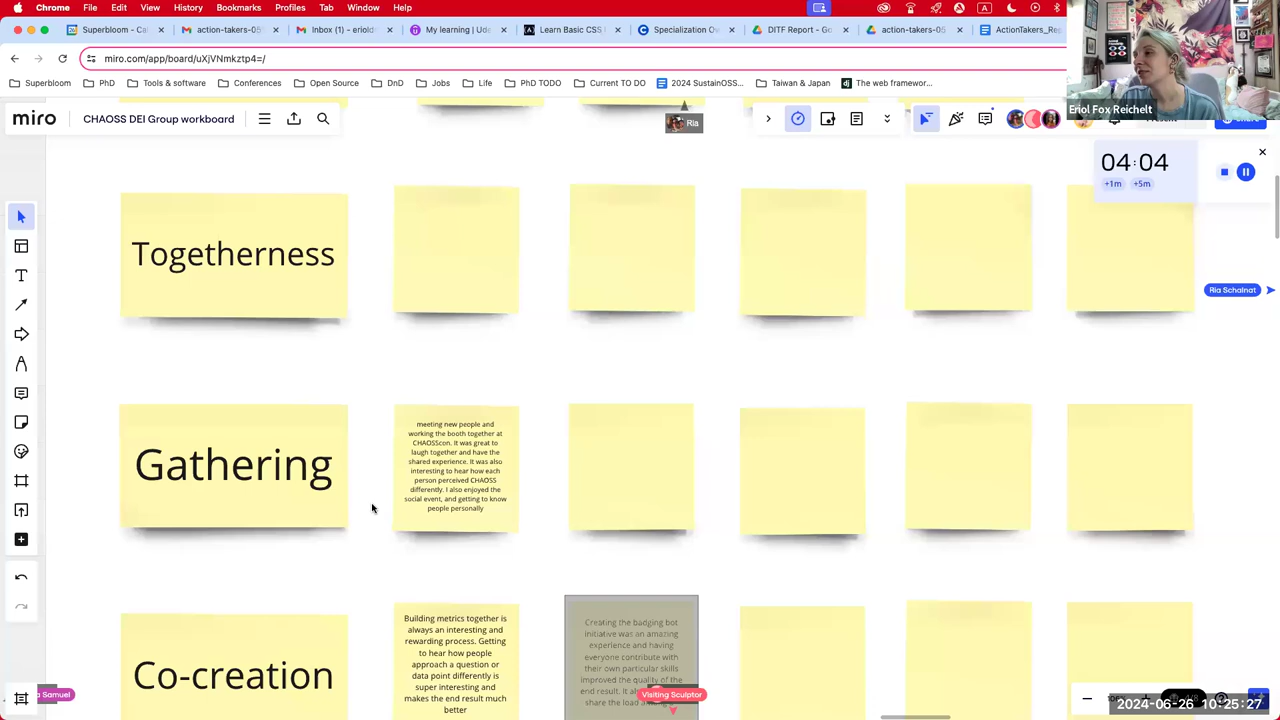 Chrome File Edit View History Bookmarks Profiles Tab Window Help
Superbloom - Ca action-takers-05 Inbox (1) - eriold My learning | Ude Learn Basic CSS Specialization Ov DITF Report - Go action-takers-05 ActionTakers_Re
miro.com/app/board/uXjVNmkztp4=/
Superbloom PhD Tools & software Conferences Open Source DnD Jobs Life PhD TODO Current TO DO 2024 SustainOSS... Taiwan & Japan The web framewor...
Eriol Fox Reichelt
miro CHAOSS DEI Group workboard
Ria
04:04
+1m +5m
Togetherness
Ria Schalnat
Gathering
meeting new people and
working the booth together at
CHAOSScon. It was great to
laugh together and have the
shared experience. It was also
interesting to hear how each
person perceived CHAOSS
differently. I also enjoyed the
social event, and getting to know
people personally
Co-creation
Building metrics together is
always an interesting and
rewarding process. Getting
to hear how people
approach a question or
data point differently is
super interesting and
makes the end result much
better
Creating the badging bot
initiative was an amazing
experience and having
everyone contribute with
their own particular skills
improved the quality of the
end result. It
share the load
a Samuel
Visiting Sculptor
2024-06-26 10:25:27